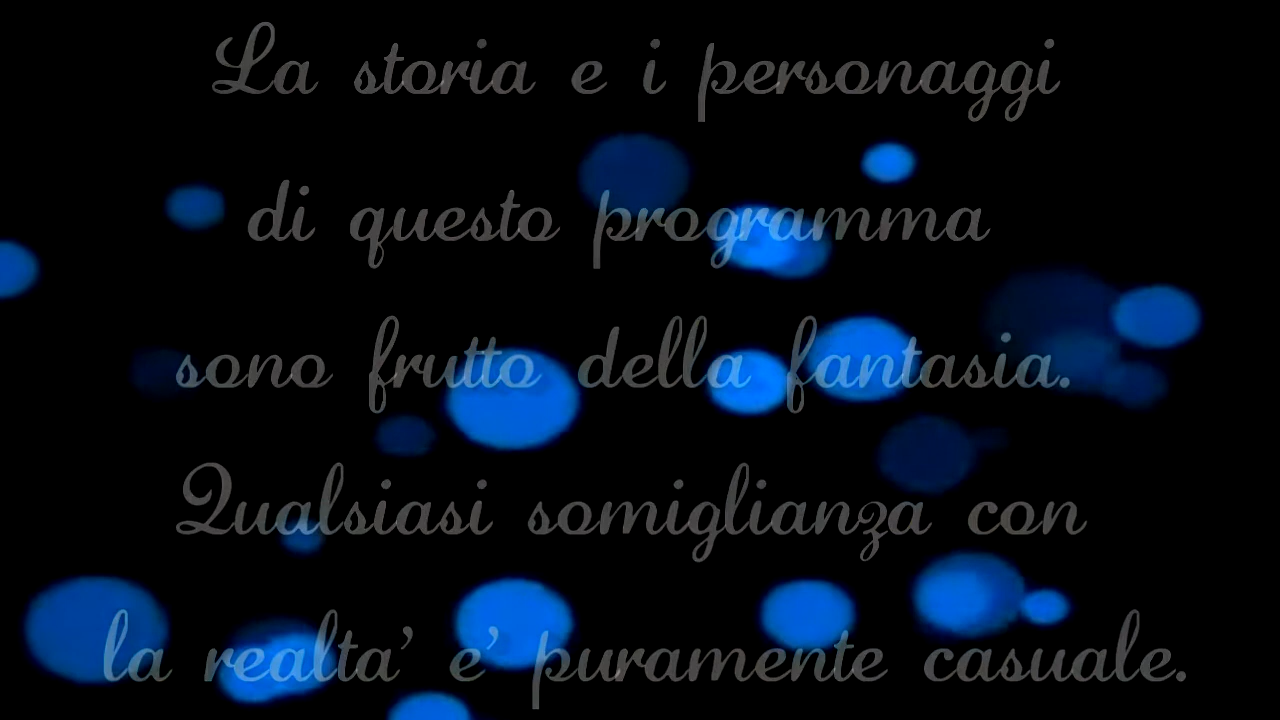 La storia e i personaggi
di questo programma
sono frutto della fantasia.
Qualsiasi somiglianza con
la realta' e' puramente casuale.